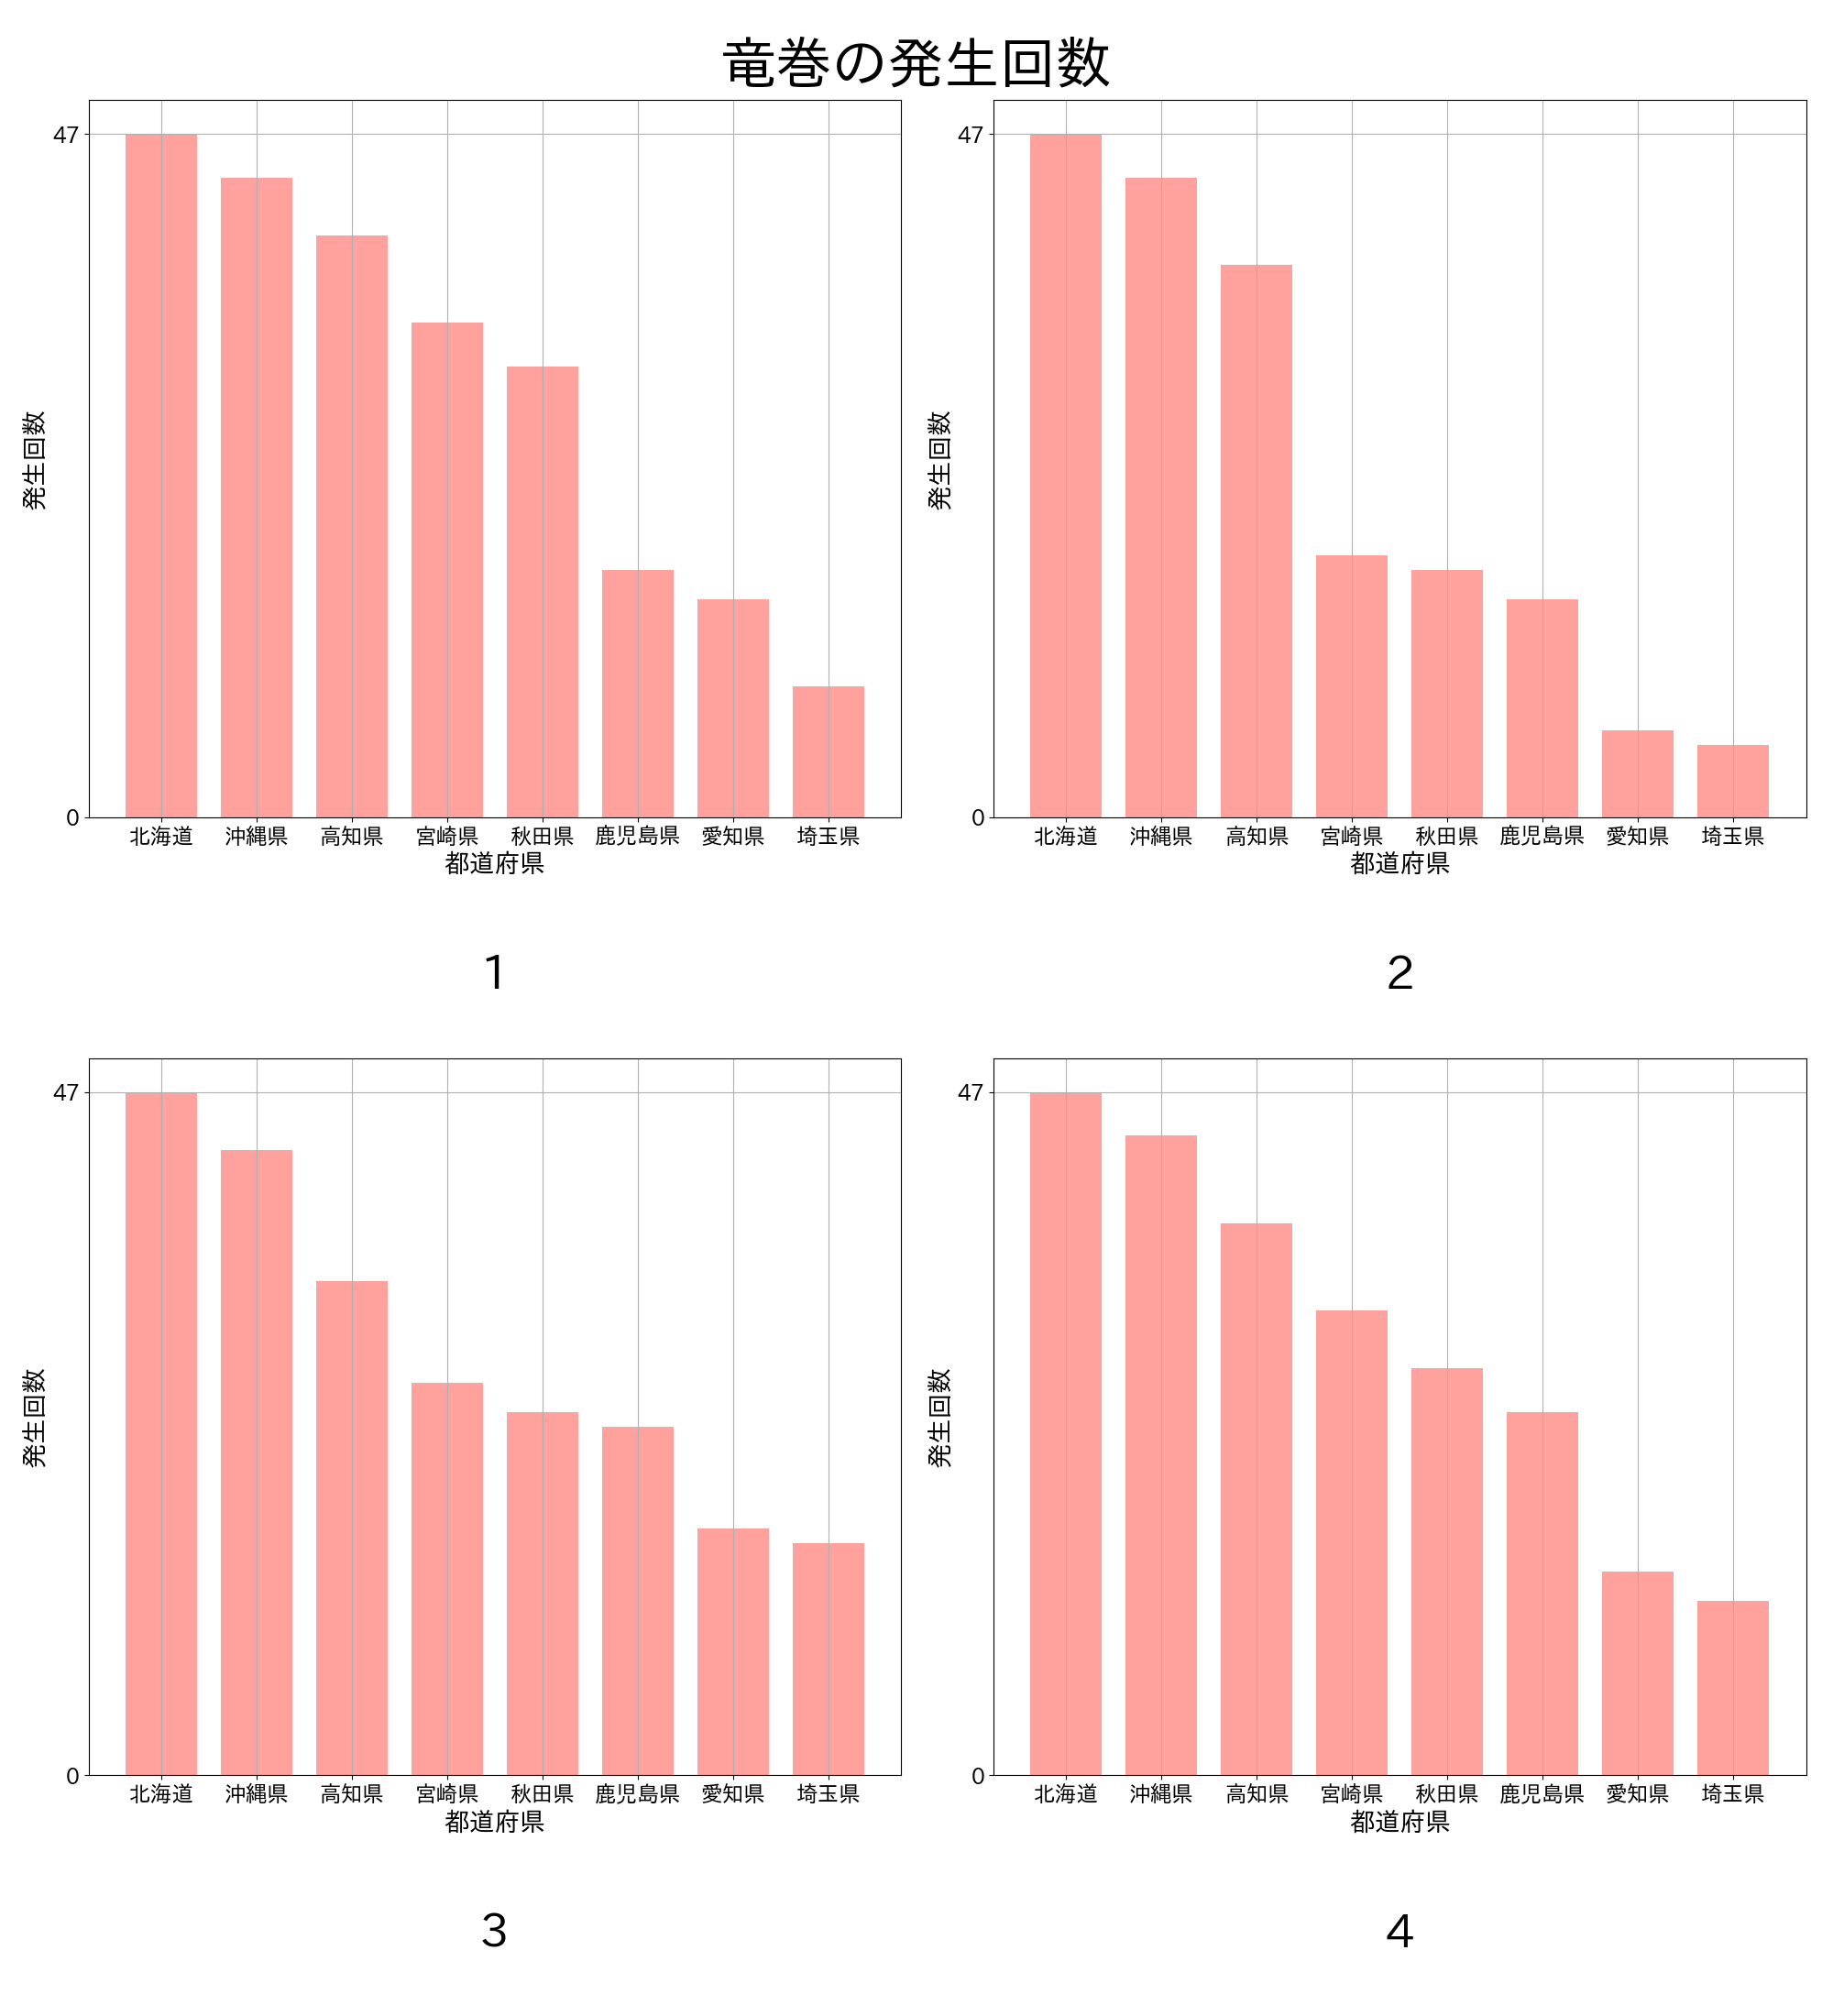 竜巻の発生回数
47
0
発生回数
北海道 沖縄県 高知県 宮崎県 秋田県 鹿児島県 愛知県 埼玉県
都道府県
1
47
0
発生回数
北海道 沖縄県 高知県 宮崎県 秋田県 鹿児島県 愛知県 埼玉県
都道府県
2
47
0
発生回数
北海道 沖縄県 高知県 宮崎県 秋田県 鹿児島県 愛知県 埼玉県
都道府県
3
47
0
発生回数
北海道 沖縄県 高知県 宮崎県 秋田県 鹿児島県 愛知県 埼玉県
都道府県
4